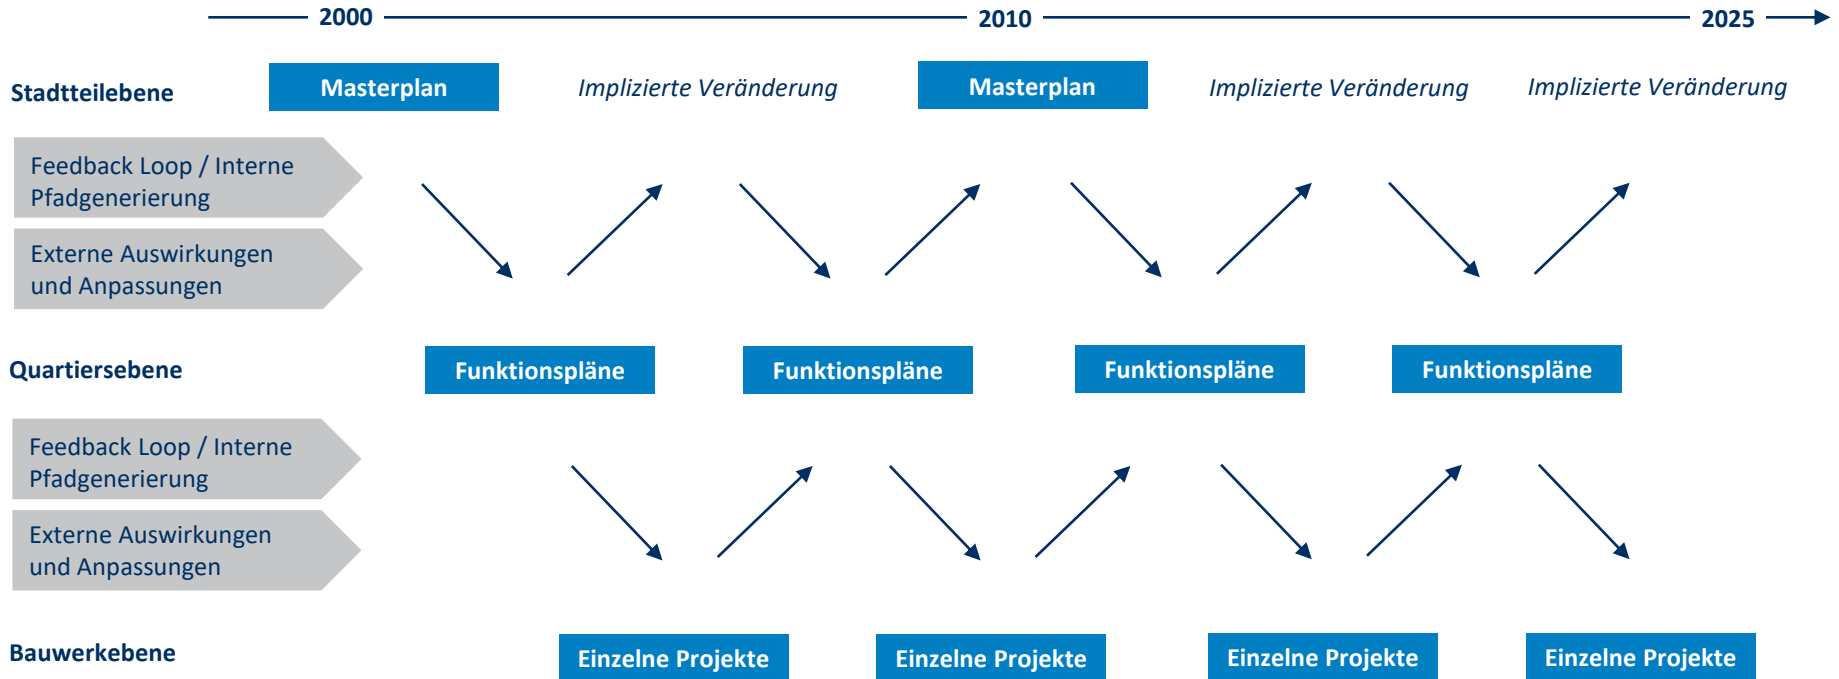 2000 2010 2025
Stadtteilebene Masterplan Implizierte Veränderung Masterplan Implizierte Veränderung Implizierte Veränderung
Feedback Loop / Interne
Pfadgenerierung
Externe Auswirkungen
und Anpassungen
Quartiersebene Funktionspläne Funktionspläne Funktionspläne Funktionspläne
Feedback Loop / Interne
Pfadgenerierung
Externe Auswirkungen
und Anpassungen
Bauwerkebene Einzelne Projekte Einzelne Projekte Einzelne Projekte Einzelne Projekte